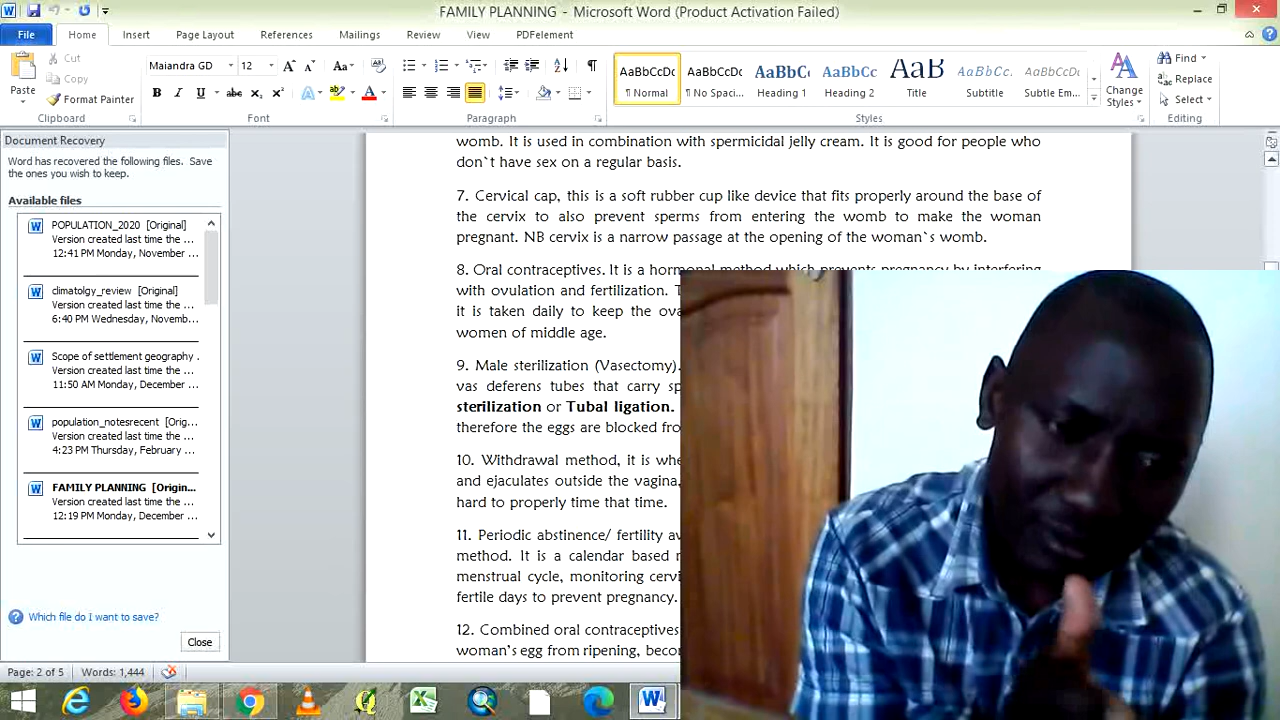 FAMILY PLANNING - Microsoft Word (Product Activation Failed)
File Home Insert Page Layout References Mailings Review View PDFelement
Cut
Copy
Format Painter
Paste
Maiandra GD 12
Clipboard Font Paragraph Styles Editing
AaBbCcDc AaBbCcDc AaBbC AaBbCc AaB AaBbCcL AaBbCcDc
Normal No Spaci... Heading 1 Heading 2 Title Subtitle Subtle Em...
Change
Styles
Find
Replace
Select
Document Recovery
Word has recovered the following files. Save
the ones you wish to keep.
Available files
POPULATION_2020 [Original]
Version created last time the ...
12:41 PM Monday, November ...
climatolgy_review [Original]
Version created last time the ...
6:40 PM Wednesday, Novemb...
Scope of settlement geography .
Version created last time the ...
11:50 AM Monday, December ...
population_notesrecent [Orig...
Version created last time the ...
4:23 PM Thursday, February ...
FAMILY PLANNING [Origin...
Version created last time the ...
12:19 PM Monday, December ...
Which file do I want to save?
Close
womb. It is used in combination with spermicidal jelly cream. It is good for people who
don`t have sex on a regular basis.
7. Cervical cap, this is a soft rubber cup like device that fits properly around the base of
the cervix to also prevent sperms from entering the womb to make the woman
pregnant. NB cervix is a narrow passage at the opening of the woman`s womb.
8. Oral contraceptives. It is a hormonal method which prevents pregnancy by interfering
with ovulation and fertilization.
it is taken daily to keep the ova
women of middle age.
9. Male sterilization (Vasectomy).
vas deferens tubes that carry sp
sterilization or Tubal ligation.
therefore the eggs are blocked fro
10. Withdrawal method, it is whe
and ejaculates outside the vagina,
hard to properly time that time.
11. Periodic abstinence/ fertility av
method. It is a calendar based
menstrual cycle, monitoring cervi
fertile days to prevent pregnancy.
12. Combined oral contraceptives
woman's egg from ripening, becor
Page: 2 of 5 Words: 1,444